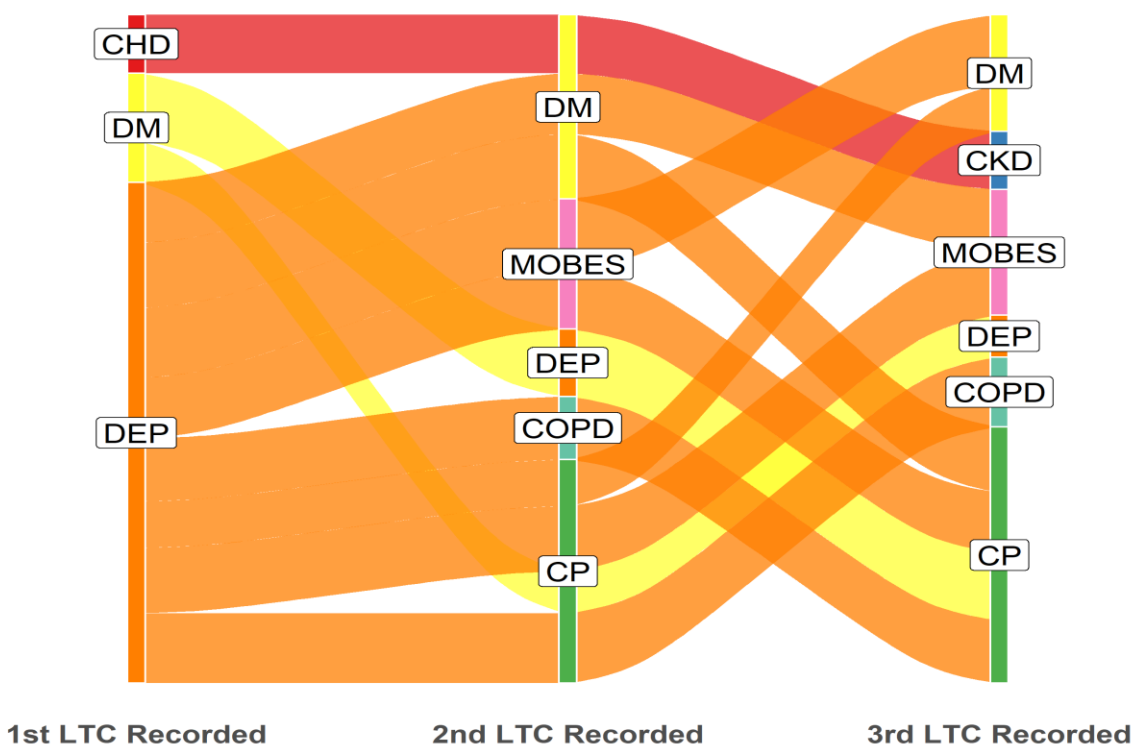 CHD
DM
DEP
DM
MOBES
DEP
COPD
CP
DM
CKD
MOBES
DEP
COPD
CP
1st LTC Recorded
2nd LTC Recorded
3rd LTC Recorded